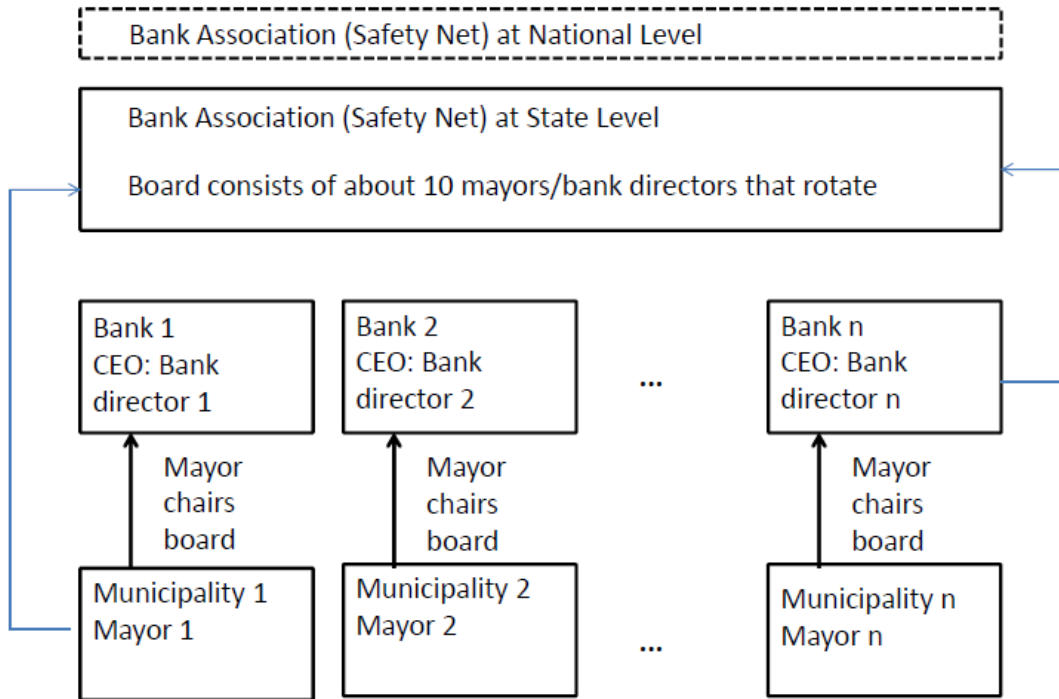 Bank Association (Safety Net) at National Level
Bank Association (Safety Net) at State Level
Board consists of about 10 mayors/bank directors that rotate
Bank 1
CEO: Bank
director 1
Bank 2
CEO: Bank
director 2
...
Bank n
CEO: Bank
director n
Mayor
chairs
board
Mayor
chairs
board
Mayor
chairs
board
Municipality 1
Mayor 1
Municipality 2
Mayor 2
...
Municipality n
Mayor n